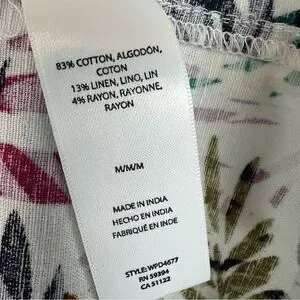 83% COTTON, ALGODÓN,
COTON
13% LINEN, LINO, LIN
4% RAYON, RAYONNE,
RAYON
M/M/M
MADE IN INDIA
HECHO EN INDIA
FABRIQUÉ EN INDE
STYLE: WPD4677
RN 59394
CA 51122